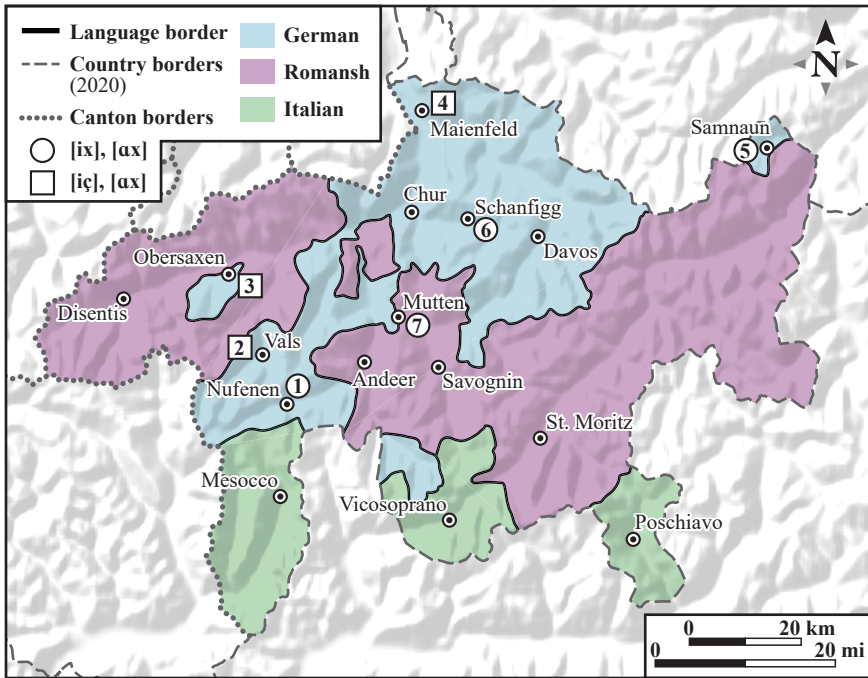 Language border
Country borders
(2020)
Canton borders
[ix], [ɑx]
[iç], [ɑx]
German
Romansh
Italian
N
4
Maienfeld
Samnaun
5
Chur
Schanfigg
6
Davos
Obersaxen
3
Disentis
Mutten
7
2
Vals
Andeer
Savognin
Nufenen
1
St. Moritz
Mesocco
Vicosoprano
Poschiavo
0 20 km
0 20 mi